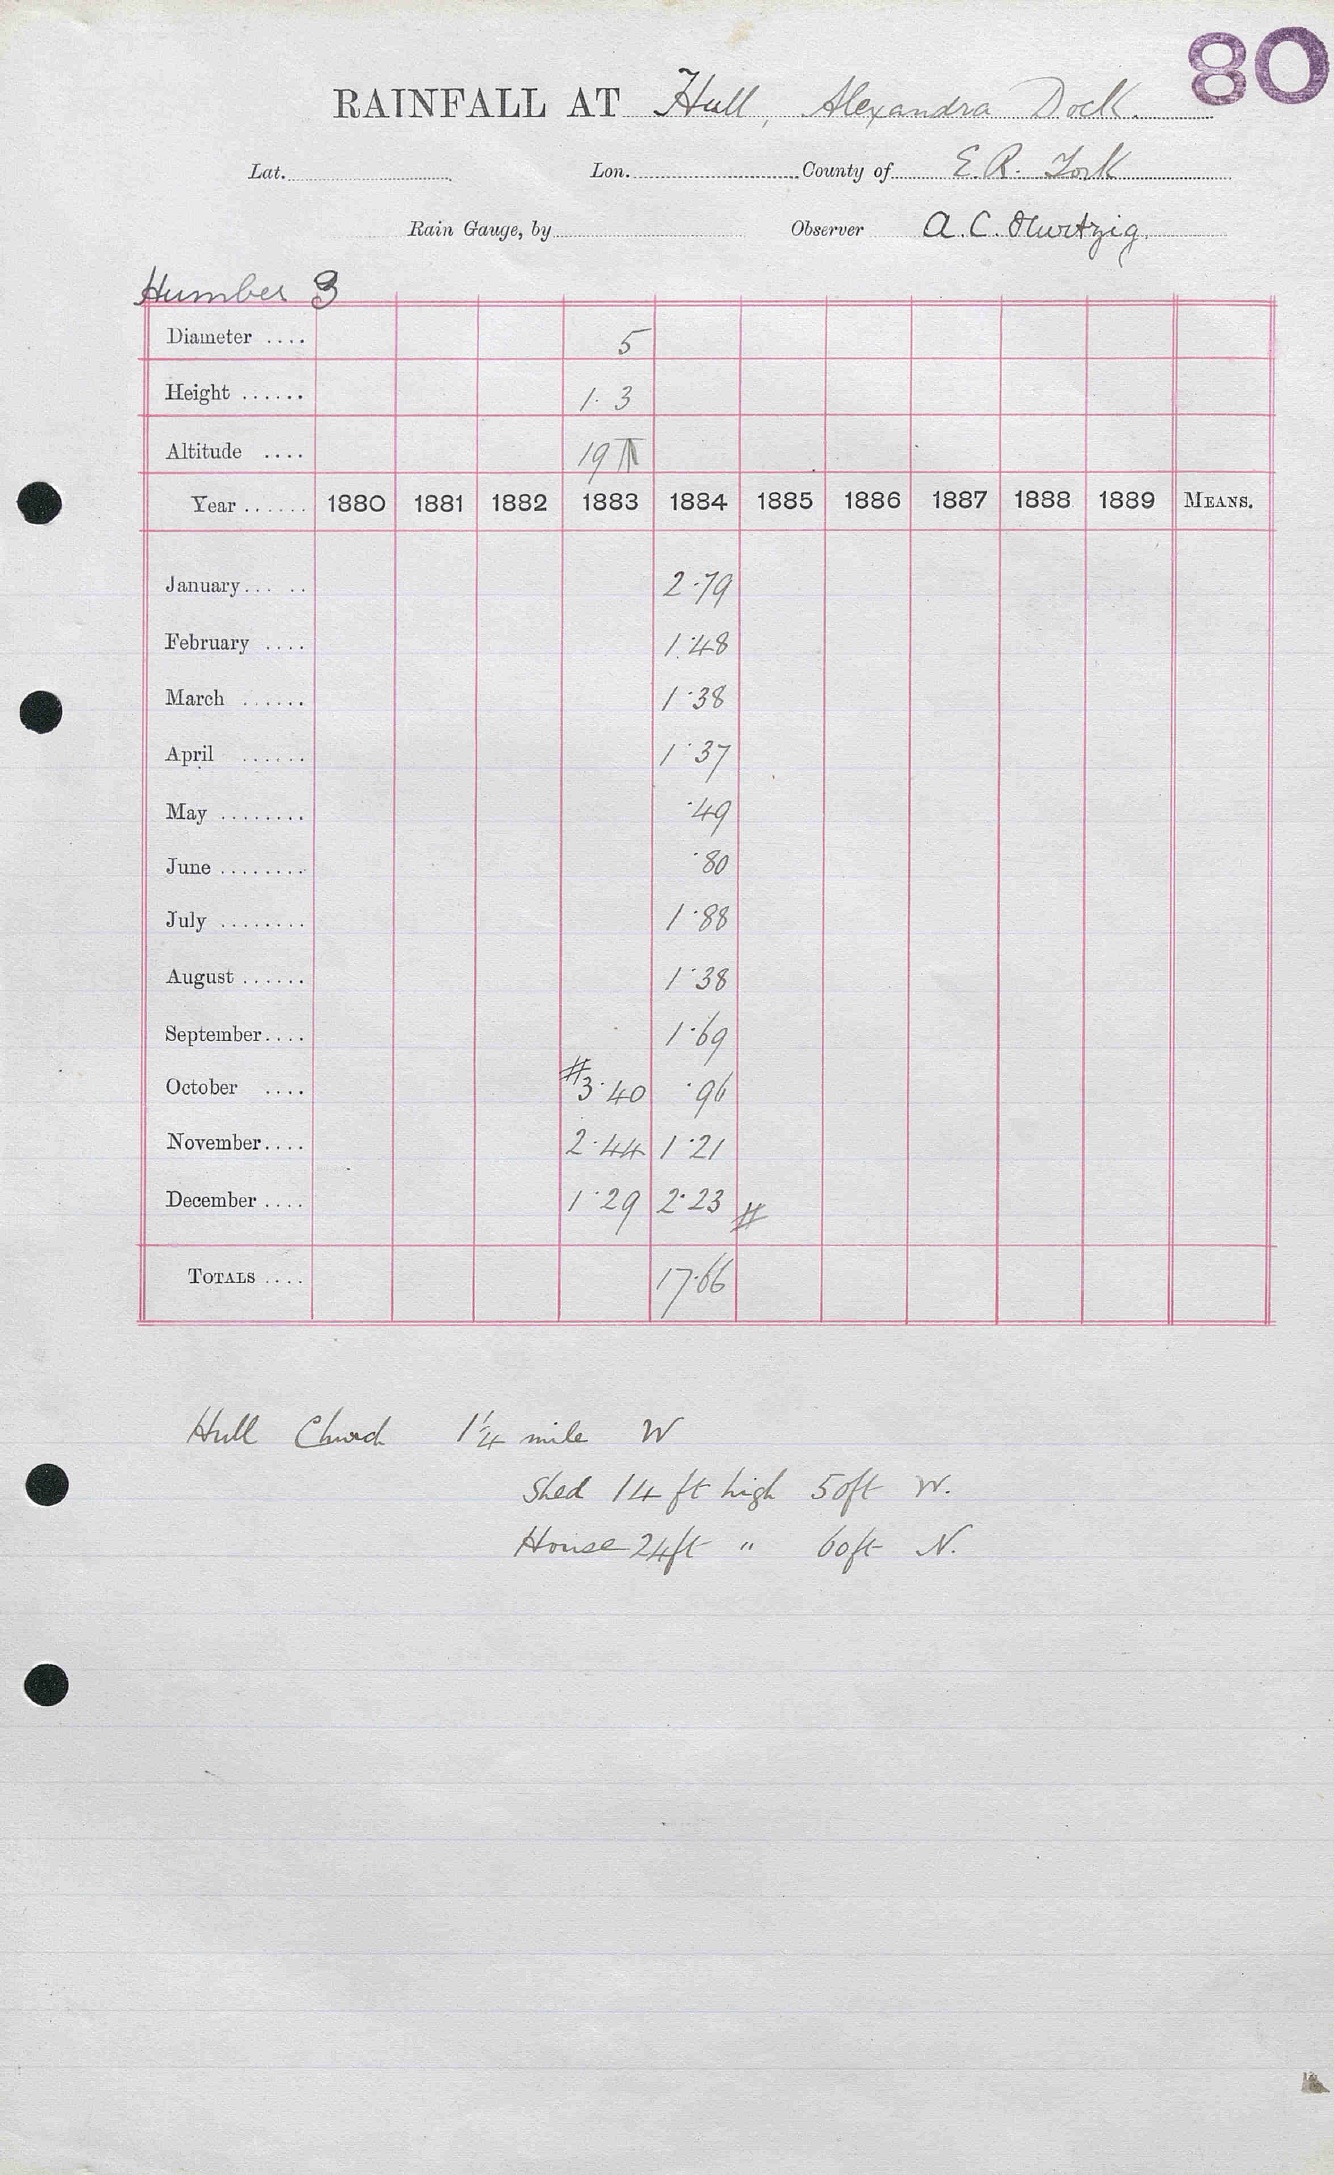 80
RAINFALL AT Hull, Alexandra Dock.
Lat. Lon. County of E. R. York
Rain Gauge, by Observer A. C. Hurtzig.
Humber 3
Diameter .... 5
Height ...... 1. 3
Altitude .... 19
Year ...... 1880 1881 1882 1883 1884 1885 1886 1887 1888 1889 MEANS.
January ... .. 2·79
February .... 1·48
March ...... 1·38
April ...... 1·37
May ........ ·49
June ........ ·80
July ........ 1·88
August ...... 1·38
September .... 1·69
October .... #3·40 ·96
November .... 2·44 1·21
December .... 1·29 2·23 #
TOTALS .... 17·66
Hull Church 1¼ mile W
Shed 14 ft high 50ft W.
House 24ft " 60ft N.